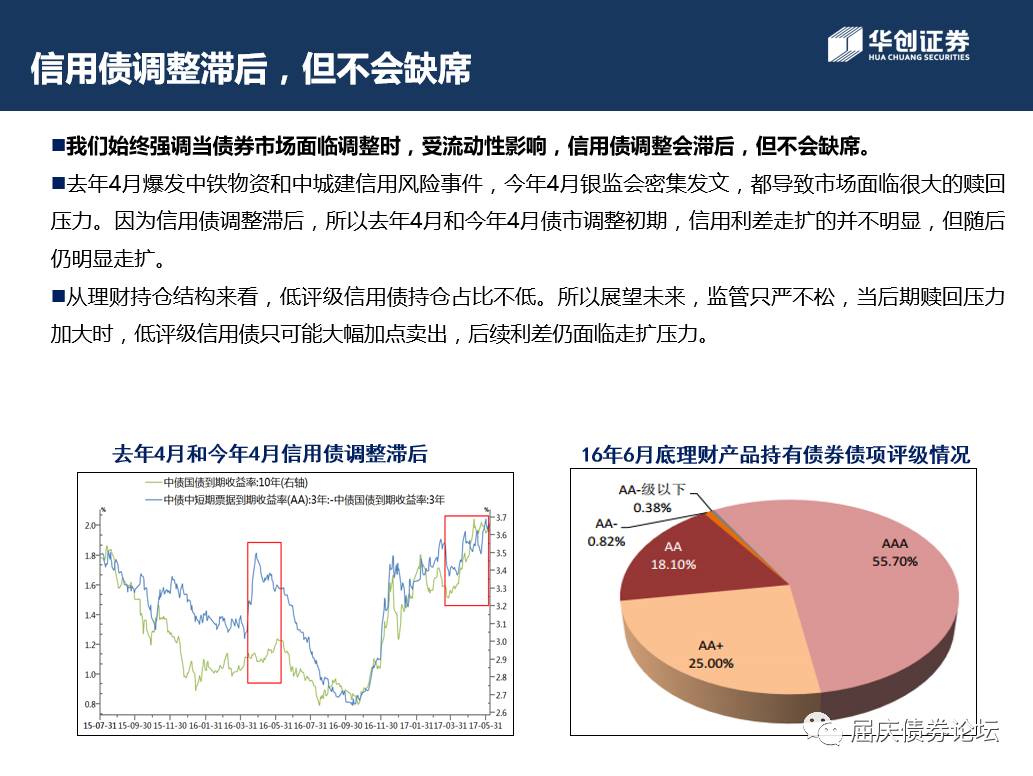 信用债调整滞后，但不会缺席
华创证券
HUA CHUANG SECURITIES
■我们始终强调当债券市场面临调整时，受流动性影响，信用债调整会滞后，但不会缺席。
■去年4月爆发中铁物资和中城建信用风险事件，今年4月银监会密集发文，都导致市场面临很大的赎回
压力。因为信用债调整滞后，所以去年4月和今年4月债市调整初期，信用利差走扩的并不明显，但随后
仍明显走扩。
■从理财持仓结构来看，低评级信用债持仓占比不低。所以展望未来，监管只严不松，当后期赎回压力
加大时，低评级信用债只可能大幅加点卖出，后续利差仍面临走扩压力。
去年4月和今年4月信用债调整滞后
中债国债到期收益率:10年(右轴)
中债中短期票据到期收益率(AA):3年:-中债国债到期收益率:3年
%
%
2.0
1.8
1.6
1.4
1.2
1.0
0.8
3.7
3.6
3.5
3.4
3.3
3.2
3.1
3.0
2.9
2.8
2.7
2.6
15-07-31 15-09-30 15-11-30 16-01-31 16-03-31 16-05-31 16-07-31 16-09-30 16-11-30 17-01-31 17-03-31 17-05-31
16年6月底理财产品持有债券债项评级情况
AA-级以下
0.38%
AA-
0.82%
AA
18.10%
AAA
55.70%
AA+
25.00%
屈庆债券论坛